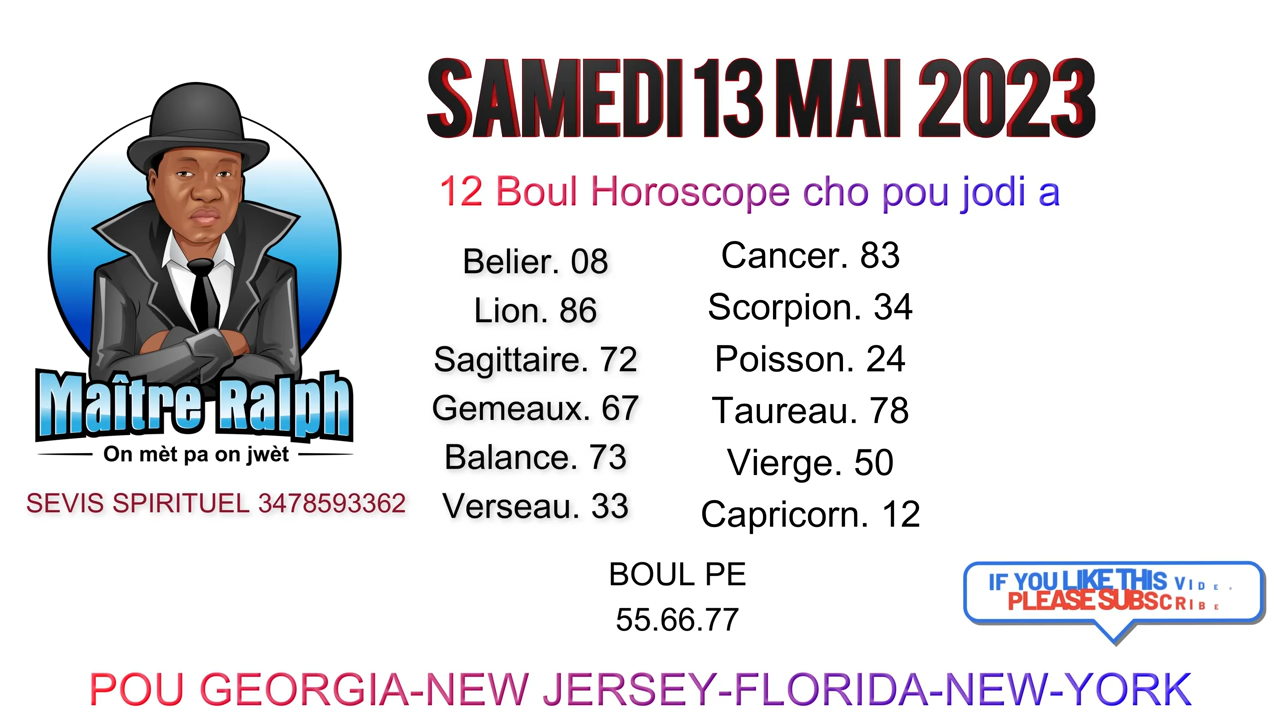 SAMEDI 13 MAI 2023
12 Boul Horoscope cho pou jodi a
Belier. 08
Lion. 86
Sagittaire. 72
Gemeaux. 67
Balance. 73
Verseau. 33
Cancer. 83
Scorpion. 34
Poisson. 24
Taureau. 78
Vierge. 50
Capricorn. 12
Maître Ralph
On mèt pa on jwèt
SEVIS SPIRITUEL 3478593362
BOUL PE
55.66.77
IF YOU LIKE THIS VIDE.
PLEASE SUBSCRIBE
POU GEORGIA-NEW JERSEY-FLORIDA-NEW-YORK